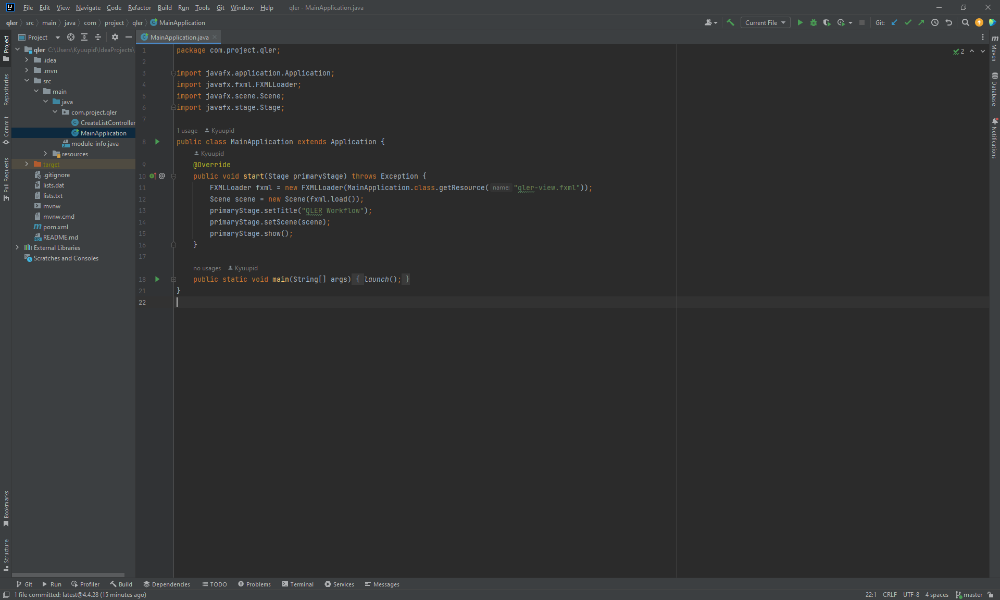 File Edit View Navigate Code Refactor Build Run Tools Git Window Help qler - MainApplication.java
qler src main java com project qler MainApplication
Current File Git:
Project
MainApplication.java
qler C:\Users\Kyuupid\IdeaProjects\
.idea
.mvn
src
main
java
com.project.qler
CreateListController
MainApplication
module-info.java
resources
target
.gitignore
lists.dat
lists.txt
mvnw
mvnw.cmd
pom.xml
README.md
External Libraries
Scratches and Consoles
Project
Repositories
Commit
Pull Requests
Bookmarks
Structure
1 package com.project.qler;
2
3 import javafx.application.Application;
4 import javafx.fxml.FXMLLoader;
5 import javafx.scene.Scene;
6 import javafx.stage.Stage;
7
1 usage Kyuupid
8 public class MainApplication extends Application {
Kyuupid
9 @Override
10 @ public void start(Stage primaryStage) throws Exception {
11 FXMLLoader fxml = new FXMLLoader(MainApplication.class.getResource( name: "qler-view.fxml"));
12 Scene scene = new Scene(fxml.load());
13 primaryStage.setTitle("QLER Workflow");
14 primaryStage.setScene(scene);
15 primaryStage.show();
16 }
17
no usages Kyuupid
18 public static void main(String[] args) { launch(); }
21 }
22
2
m
Maven
Database
Notifications
Git Run Profiler Build Dependencies TODO Problems Terminal Services Messages
1 file committed: latest@4.4.28 (15 minutes ago) 22:1 CRLF UTF-8 4 spaces master